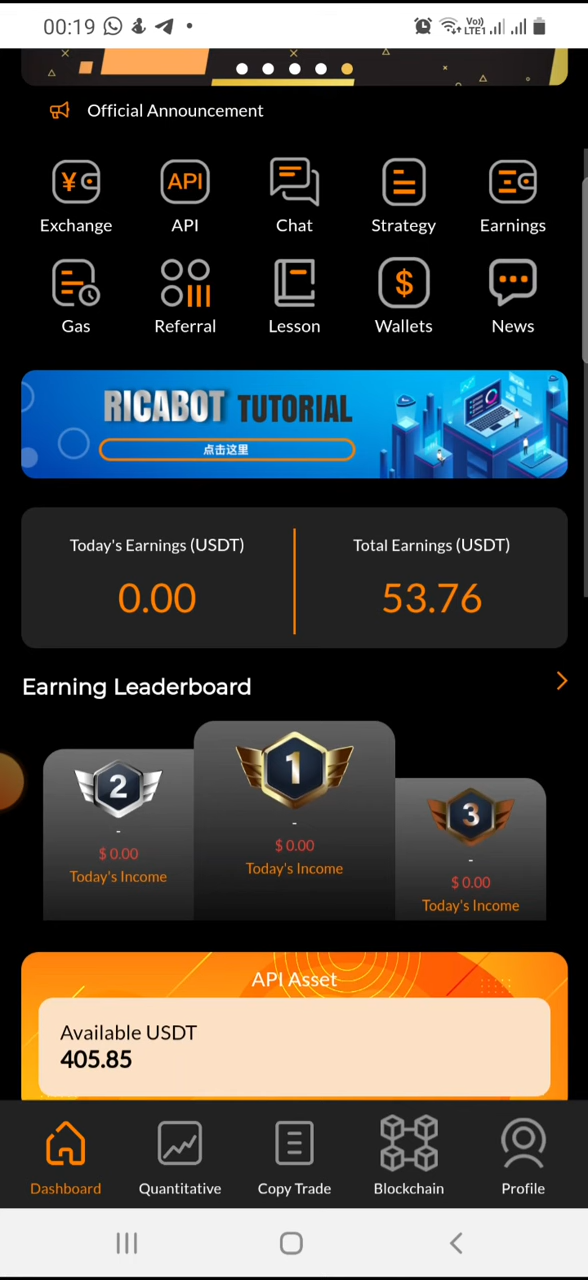 00:19
Vo)
LTE1
Official Announcement
¥
API
Exchange
API
Chat
Strategy
Earnings
$
Gas
Referral
Lesson
Wallets
News
RICABOT TUTORIAL
点击这里
Today's Earnings (USDT)
Total Earnings (USDT)
0.00
53.76
Earning Leaderboard
2
1
3
-
$ 0.00
Today's Income
-
$ 0.00
Today's Income
-
$ 0.00
Today's Income
API Asset
Available USDT
405.85
Dashboard
Quantitative
Copy Trade
Blockchain
Profile